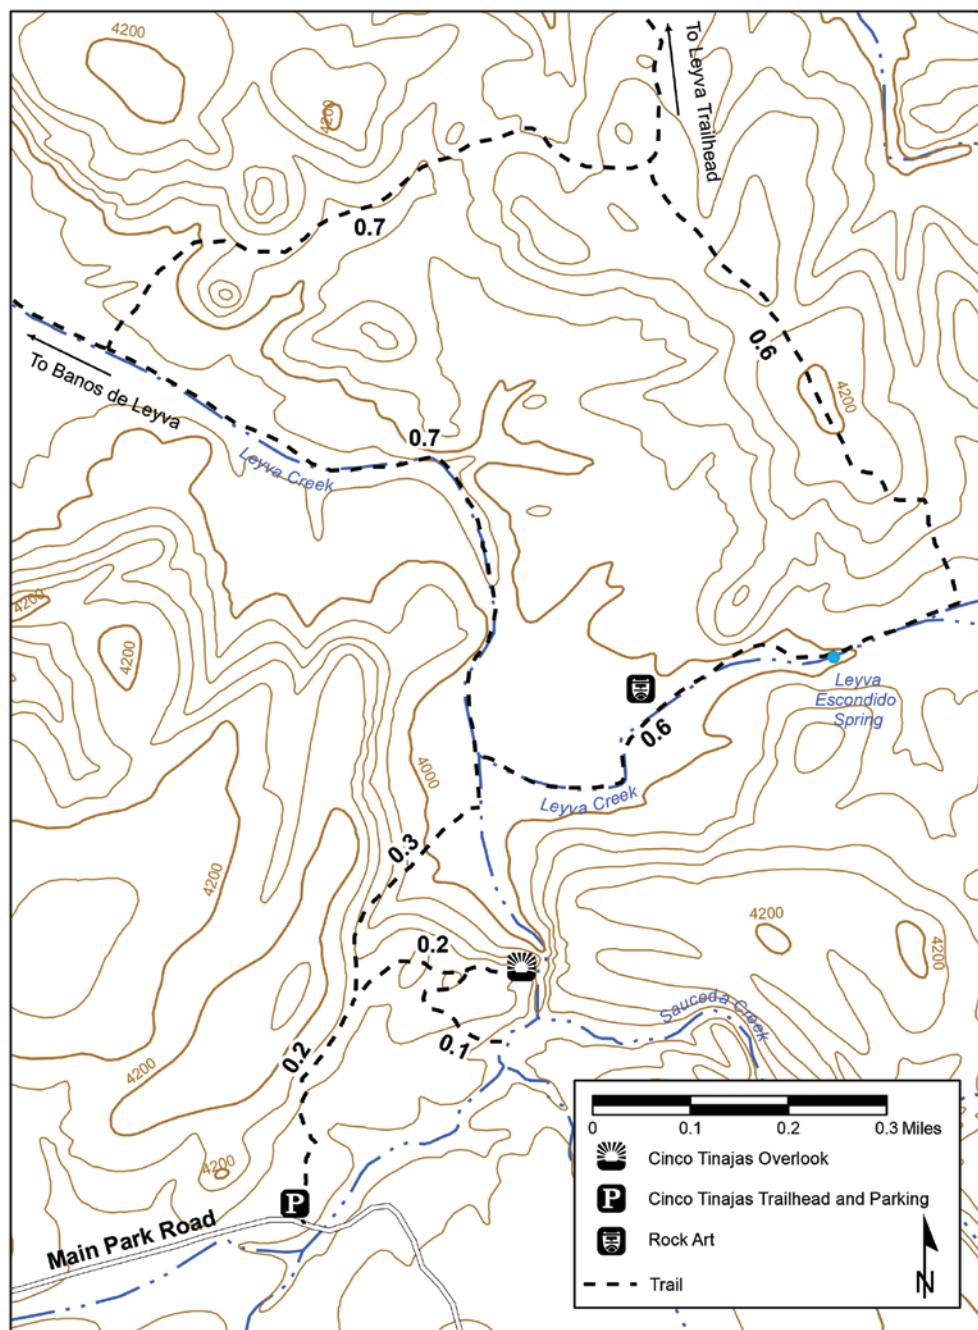 4200
4200
To Leyva Trailhead
0.7
0.6
To Banos de Leyva
4200
0.7
Leyva Creek
4200
4200
Leyva
Escondido
Spring
0.6
4000
Leyva Creek
0.3
4200
4200
4200
0.2
Sauceda Creek
0.1
0.2
4200
4200
P
Main Park Road
0
0.1
0.2
0.3 Miles
Cinco Tinajas Overlook
P
Cinco Tinajas Trailhead and Parking
Rock Art
Trail
N